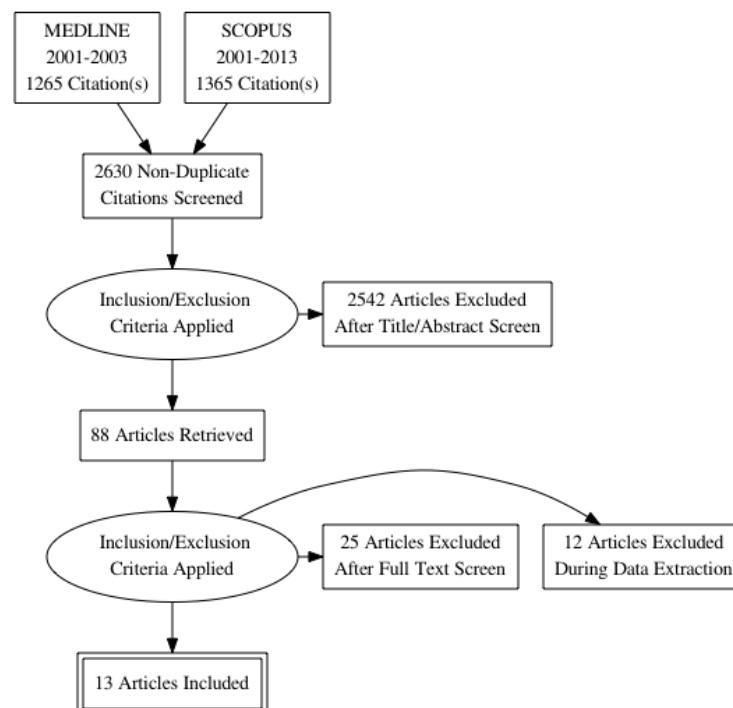 MEDLINE
2001-2003
1265 Citation(s)
SCOPUS
2001-2013
1365 Citation(s)
2630 Non-Duplicate
Citations Screened
Inclusion/Exclusion
Criteria Applied
2542 Articles Excluded
After Title/Abstract Screen
88 Articles Retrieved
Inclusion/Exclusion
Criteria Applied
25 Articles Excluded
After Full Text Screen
12 Articles Excluded
During Data Extraction
13 Articles Included